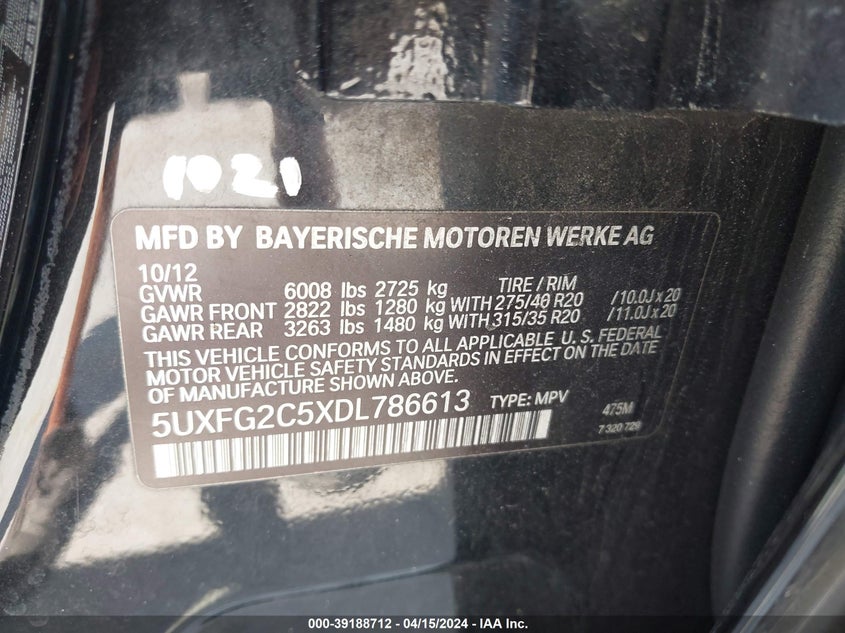 1021
MFD BY BAYERISCHE MOTOREN WERKE AG
10/12 TIRE / RIM
GVWR 6008 lbs 2725 kg
GAWR FRONT 2822 lbs 1280 kg WITH 275/40 R20 / 10.0J x 20
GAWR REAR 3263 lbs 1480 kg WITH 315/35 R20 / 11.0J x 20
THIS VEHICLE CONFORMS TO ALL APPLICABLE U. S. FEDERAL
MOTOR VEHICLE SAFETY STANDARDS IN EFFECT ON THE DATE
OF MANUFACTURE SHOWN ABOVE.
5UXFG2C5XDL786613 TYPE: MPV 475M
7 320 729
000-39188712 - 04/15/2024 - IAA Inc.